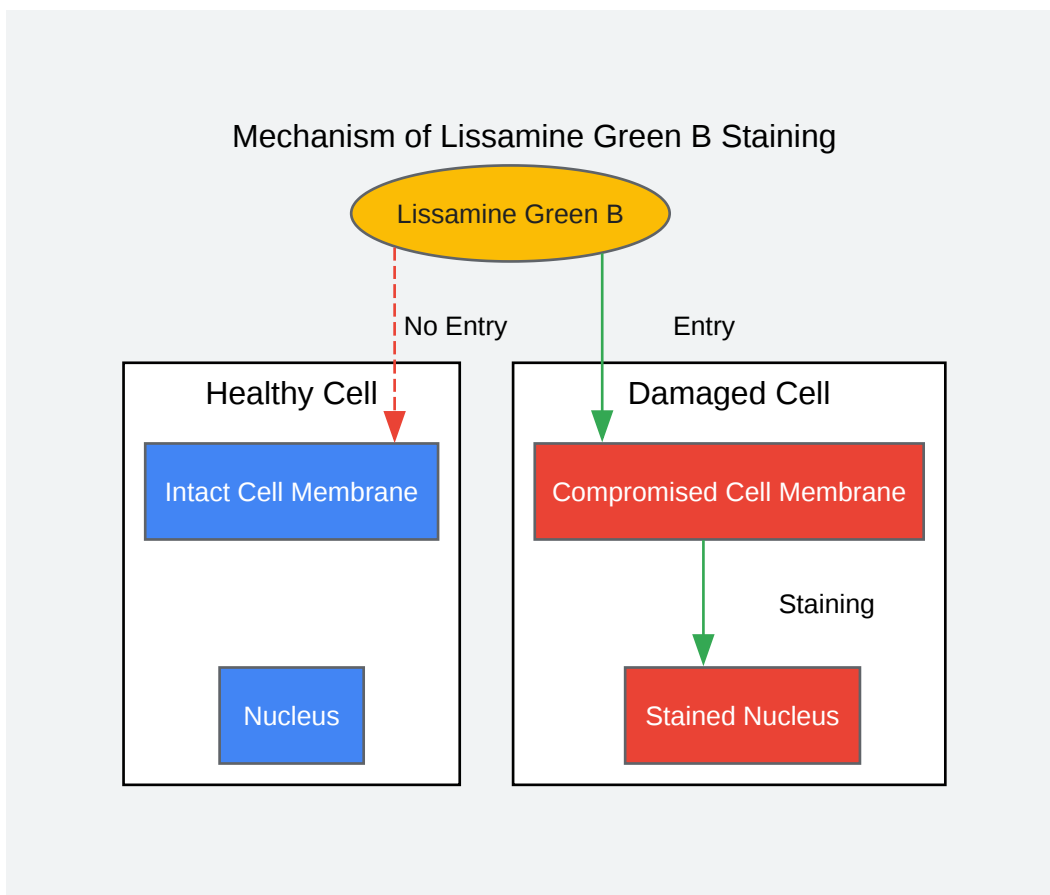 Mechanism of Lissamine Green B Staining
Lissamine Green B
No Entry
Entry
Healthy Cell
Damaged Cell
Intact Cell Membrane
Compromised Cell Membrane
Staining
Nucleus
Stained Nucleus